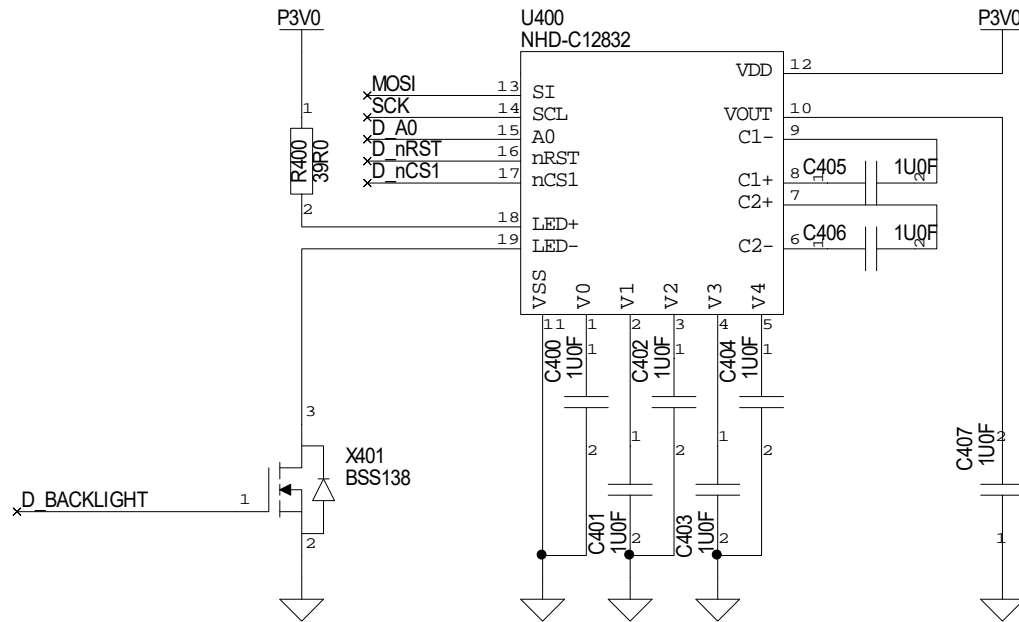 P3V0
U400
NHD-C12832
P3V0
VDD 12
MOSI 13 SI
SCK 14 SCL
D_A0 15 A0
D_nRST 16 nRST
D_nCS1 17 nCS1
VOUT 10
C1- 9
C1+ 8
C405 1U0F
1 2
C2+ 7
C2- 6
C406 1U0F
1 2
1
R400
39R0
2
18 LED+
19 LED-
VSS V0 V1 V2 V3 V4
11 1 2 3 4 5
C400
1U0F
1
2
C402
1U0F
1
2
C404
1U0F
1
2
C401
1U0F
1
2
C403
1U0F
1
2
C407
1U0F
2
1
3
X401
BSS138
D_BACKLIGHT 1
2